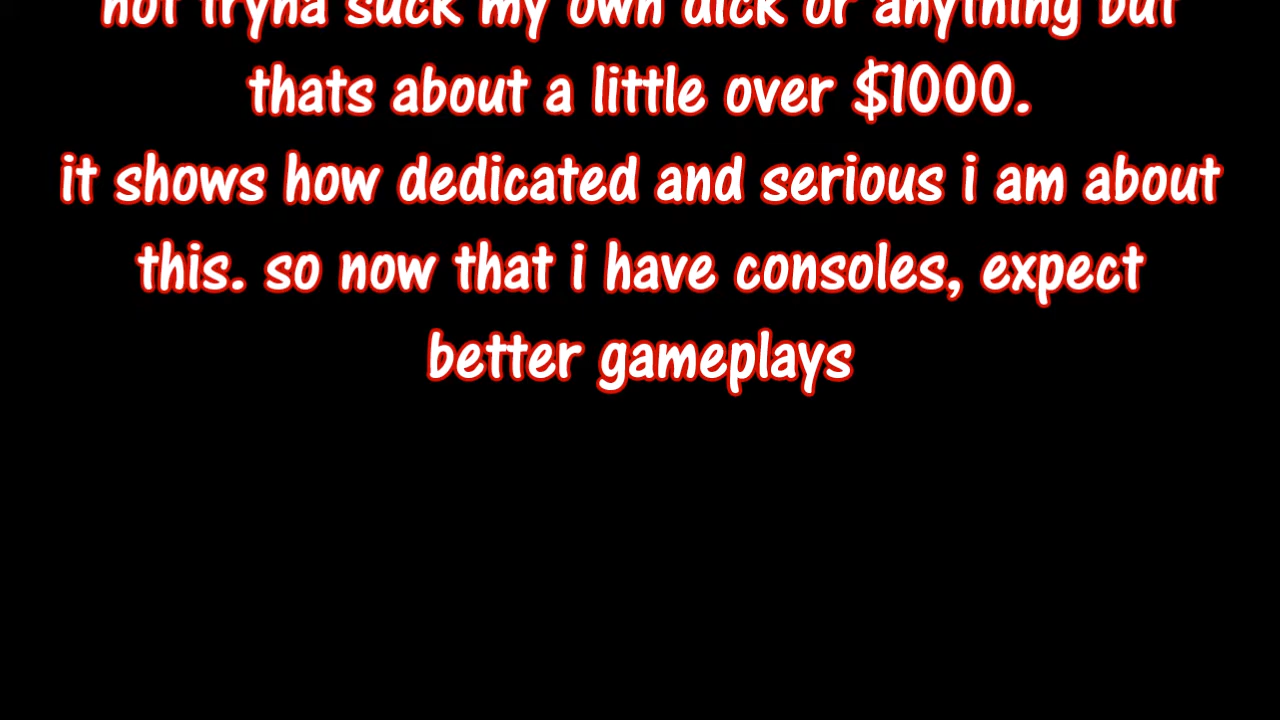 not tryna suck my own dick or anything but
thats about a little over $1000.
it shows how dedicated and serious i am about
this. so now that i have consoles, expect
better gameplays